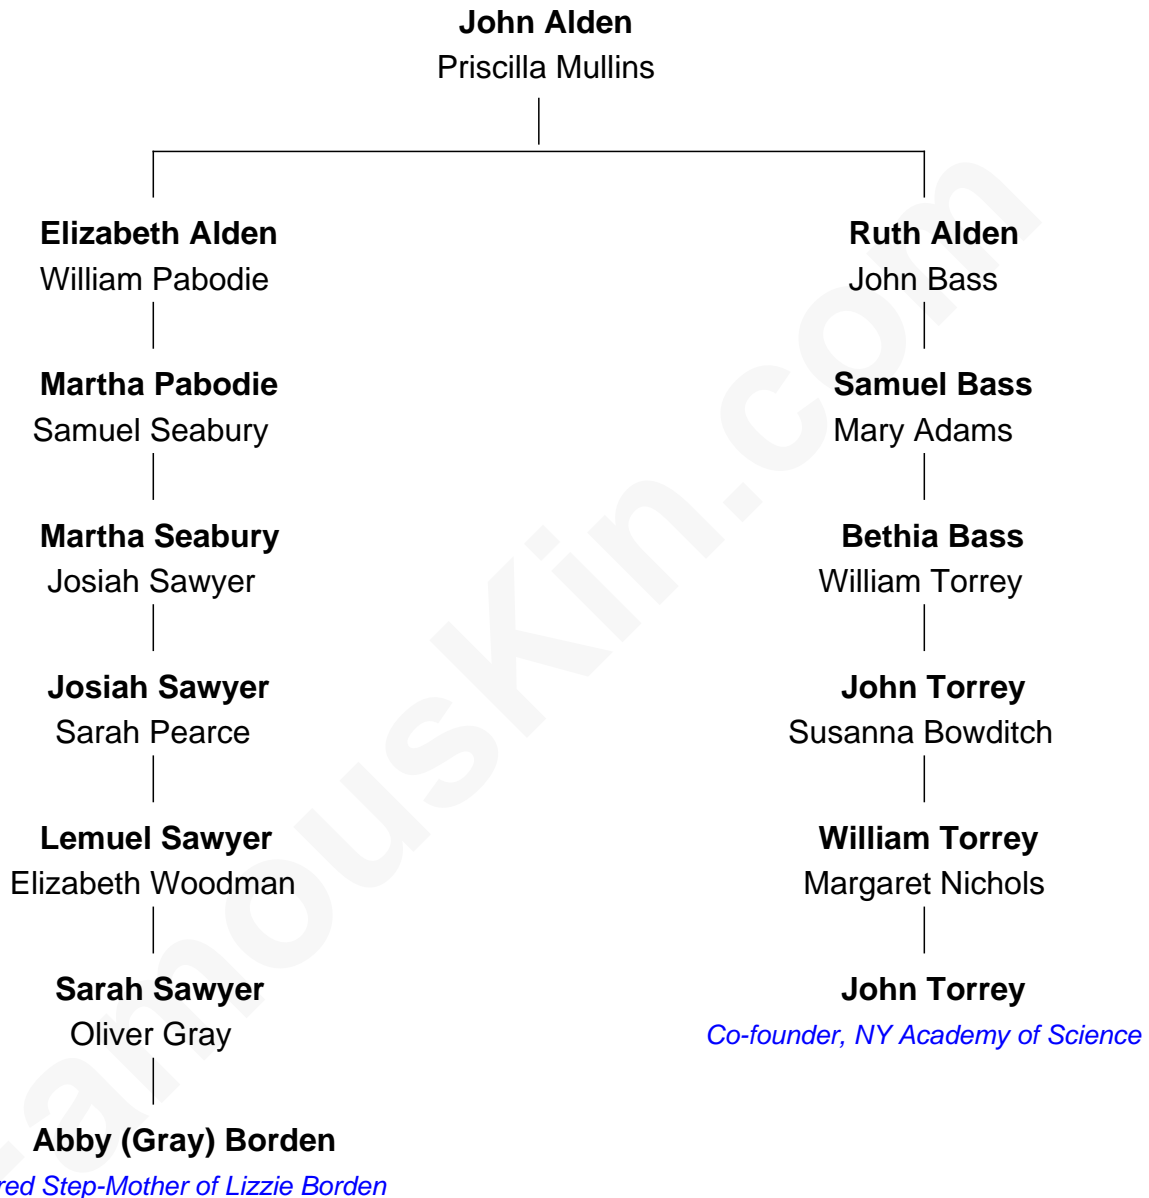 John Alden
Priscilla Mullins
Elizabeth Alden
William Pabodie
Ruth Alden
John Bass
Martha Pabodie
Samuel Seabury
Samuel Bass
Mary Adams
Martha Seabury
Josiah Sawyer
Bethia Bass
William Torrey
Josiah Sawyer
Sarah Pearce
John Torrey
Susanna Bowditch
Lemuel Sawyer
Elizabeth Woodman
William Torrey
Margaret Nichols
Sarah Sawyer
Oliver Gray
John Torrey
Co-founder, NY Academy of Science
Abby (Gray) Borden
red Step-Mother of Lizzie Borden
FamousKin.com